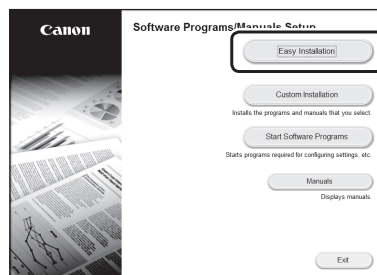 Canon
Software Programs/Manuals Setup
Easy Installation
Custom Installation
Installs the programs and manuals that you select.
Start Software Programs
Starts programs required for configuring settings, etc.
Manuals
Displays manuals.
Exit